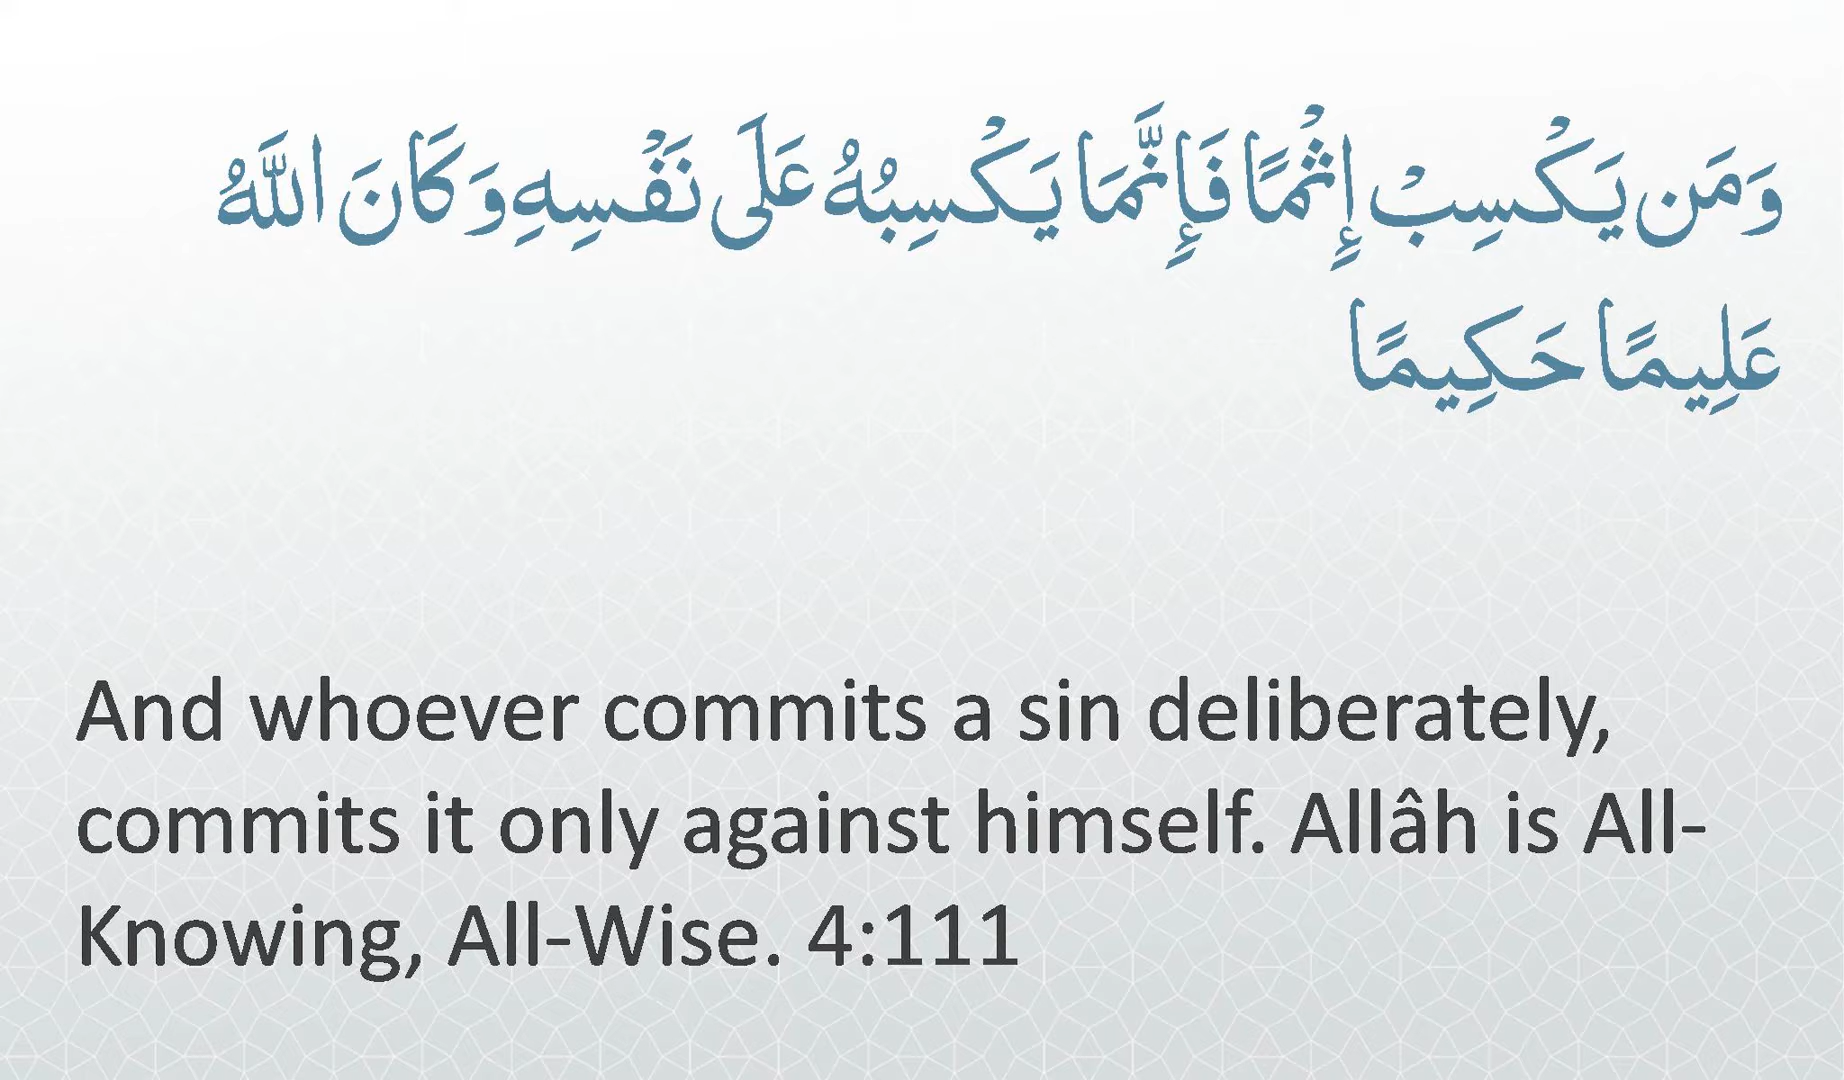 وَمَن يَكْسِبْ إِثْمًا فَإِنَّمَا يَكْسِبُهُ عَلَى نَفْسِهِ وَكَانَ اللَّهُ
عَلِيمًا حَكِيمًا
And whoever commits a sin deliberately,
commits it only against himself. Allâh is All-
Knowing, All-Wise. 4:111